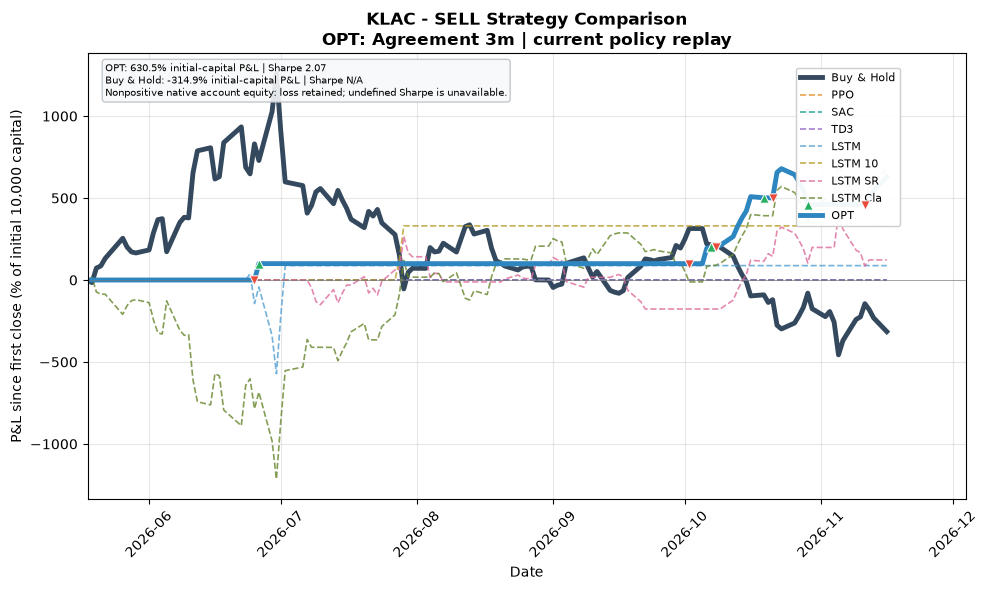 KLAC - SELL Strategy Comparison
OPT: Agreement 3m | current policy replay
OPT: 630.5% initial-capital P&L | Sharpe 2.07
Buy & Hold: -314.9% initial-capital P&L | Sharpe N/A
Nonpositive native account equity: loss retained; undefined Sharpe is unavailable.
Buy & Hold
PPO
SAC
TD3
LSTM
LSTM 10
LSTM SR
LSTM Cla
OPT
P&L since first close (% of initial 10,000 capital)
1000
500
0
−500
−1000
2026-06
2026-07
2026-08
2026-09
2026-10
2026-11
2026-12
Date